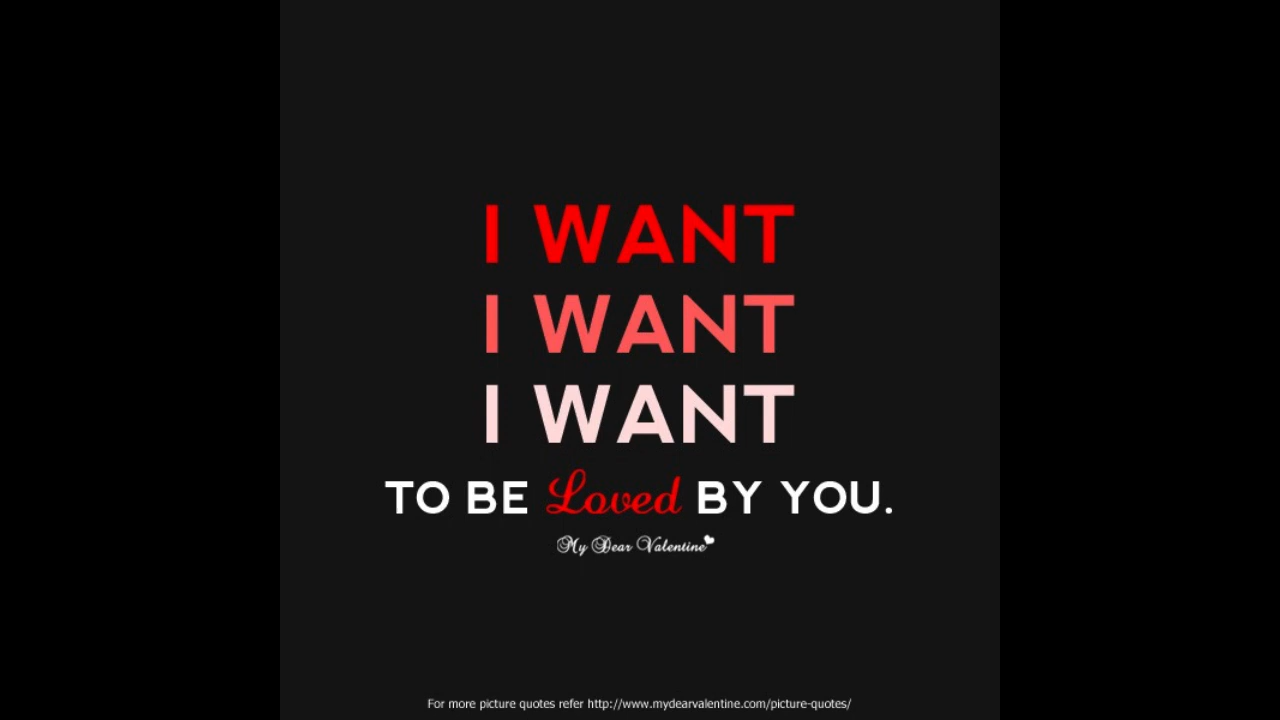 I WANT
I WANT
I WANT
TO BE Loved BY YOU.
My Dear Valentine
For more picture quotes refer http://www.mydearvalentine.com/picture-quotes/